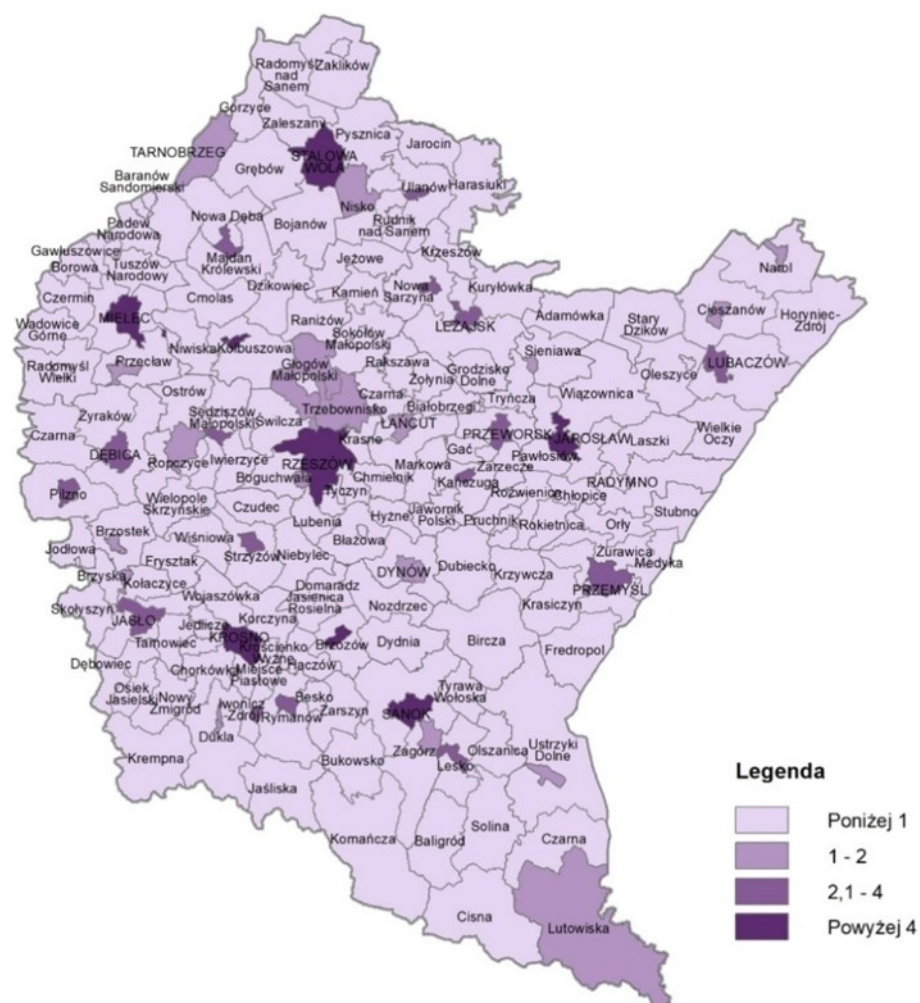 Radomyśl
nad
Sanem
Zaklików
Gorzyce
Zaleszany
Pysznica
TARNOBRZEG
STALOWA
WOLA
Jarocin
Grębów
Baranów
Sandomierski
Ulanów
Harasiuki
Nisko
Nowa Dęba
Bojanów
Rudnik
nad Sanem
Padew
Narodowa
Gawłuszowice
Borowa
Tuszów
Narodowy
Majdan
Królewski
Jeżowe
Krzeszów
Narol
Czermin
Cmolas
Dzikowiec
Kamień
Nowa
Sarzyna
Kuryłówka
MIELEC
LEŻAJSK
Adamówka
Stary
Dzików
Cieszanów
Horyniec-
Zdrój
Wadowice
Górne
Raniżów
Sokołów
Małopolski
Niwiska
Kolbuszowa
Radomyśl
Wielki
Przecław
Głogów
Małopolski
Rakszawa
Grodzisko
Dolne
Sieniawa
Oleszyce
LUBACZÓW
Żołynia
Ostrów
Czarna
Białobrzegi
Tryńcza
Wiązownica
Żyraków
Sędziszów
Małopolski
Świlcza
Trzebownisko
ŁAŃCUT
Czarna
DĘBICA
Ropczyce
Iwierzyce
Krasne
RZESZÓW
PRZEWORSK
JAROSŁAW
Laszki
Wielkie
Oczy
Gać
Pawłosiów
Zarzecze
Boguchwała
Chmielnik
Markowa
Kańczuga
RADYMNO
Pilzno
Tyczyn
Roźwienica
Chłopice
Wielopole
Skrzyńskie
Czudec
Lubenia
Hyżne
Jawornik
Polski
Pruchnik
Rokietnica
Orły
Stubno
Brzostek
Wiśniowa
Błażowa
Jodłowa
Frysztak
Strzyżów
Niebylec
DYNÓW
Dubiecko
Krzywcza
Żurawica
Medyka
PRZEMYŚL
Brzyska
Kołaczyce
Wojaszówka
Domaradz
Jasienica
Rosielna
Nozdrzec
Krasiczyn
Skołyszyn
JASŁO
Jedlicze
Korczyna
KROSNO
Krościenko
Wyżne
Brzozów
Dydnia
Bircza
Fredropol
Tarnowiec
Dębowiec
Chorkówka
Miejsce
Piastowe
Haczów
Osiek
Jasielski
Nowy
Żmigród
Iwonicz
-Zdrój
Rymanów
Besko
Zarszyn
SANOK
Tyrawa
Wołoska
Dukla
Krempna
Bukowsko
Zagórz
Lesko
Olszanica
Ustrzyki
Dolne
Jaśliska
Komańcza
Baligród
Solina
Czarna
Cisna
Lutowiska
Legenda
Poniżej 1
1 - 2
2,1 - 4
Powyżej 4